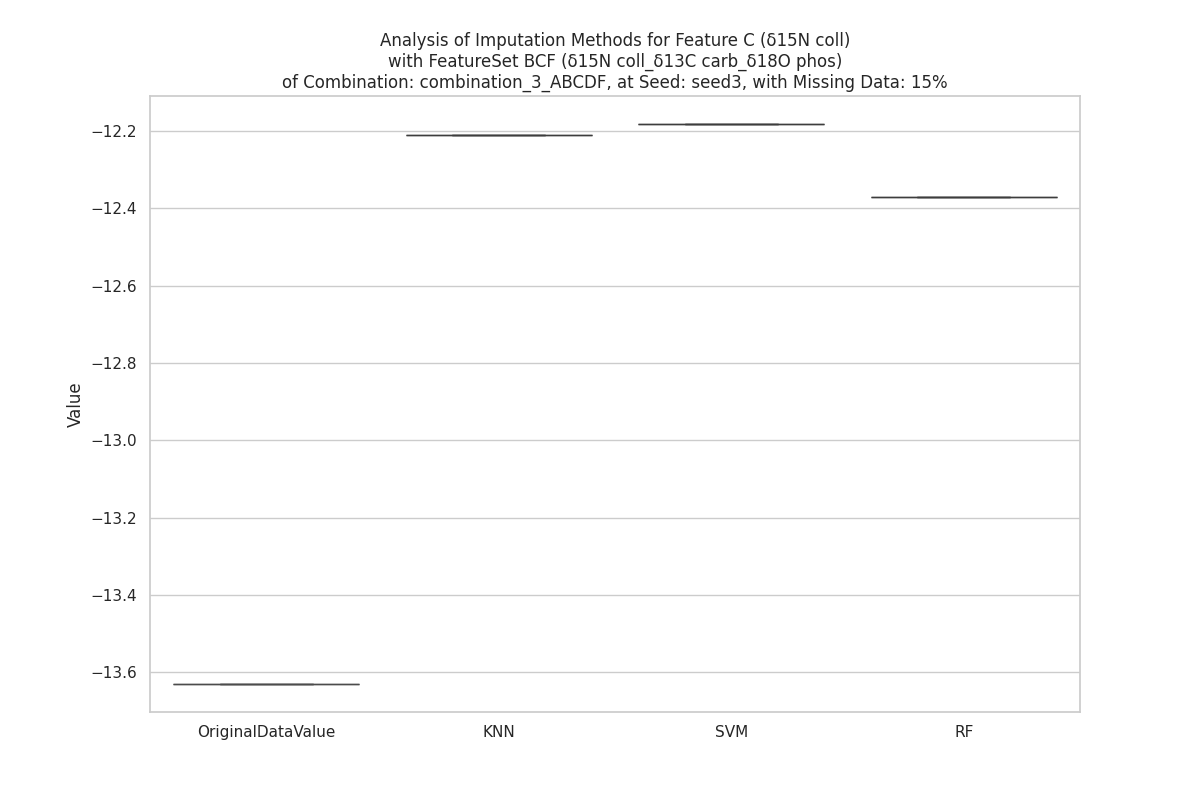 Analysis of Imputation Methods for Feature C (δ15N coll)
with FeatureSet BCF (δ15N coll_δ13C carb_δ18O phos)
of Combination: combination_3_ABCDF, at Seed: seed3, with Missing Data: 15%
−12.2
−12.4
−12.6
−12.8
−13.0
−13.2
−13.4
−13.6
Value
OriginalDataValue KNN SVM RF